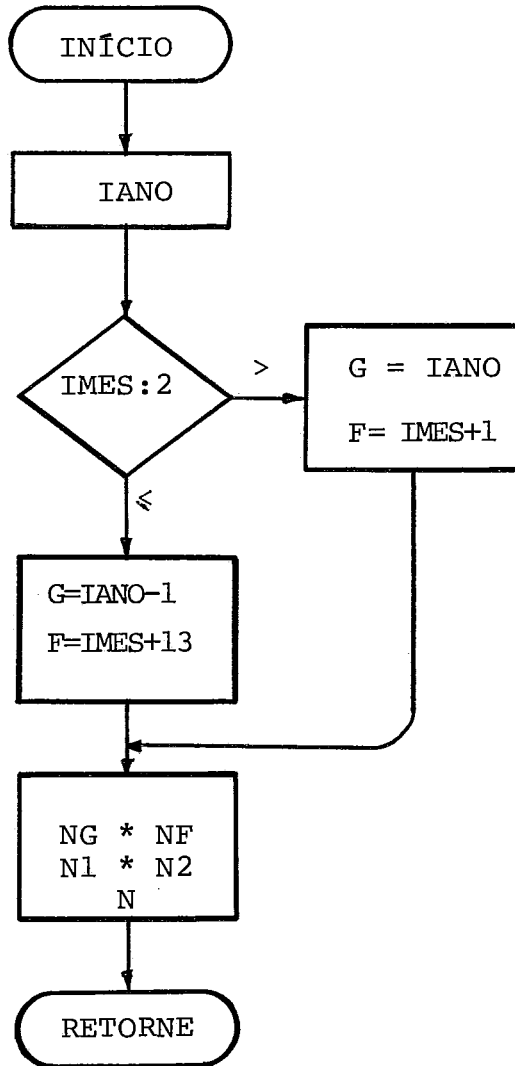 INÍCIO
IANO
IMES:2
>
G = IANO
F= IMES+1
≤
G=IANO-1
F=IMES+13
NG * NF
N1 * N2
N
RETORNE